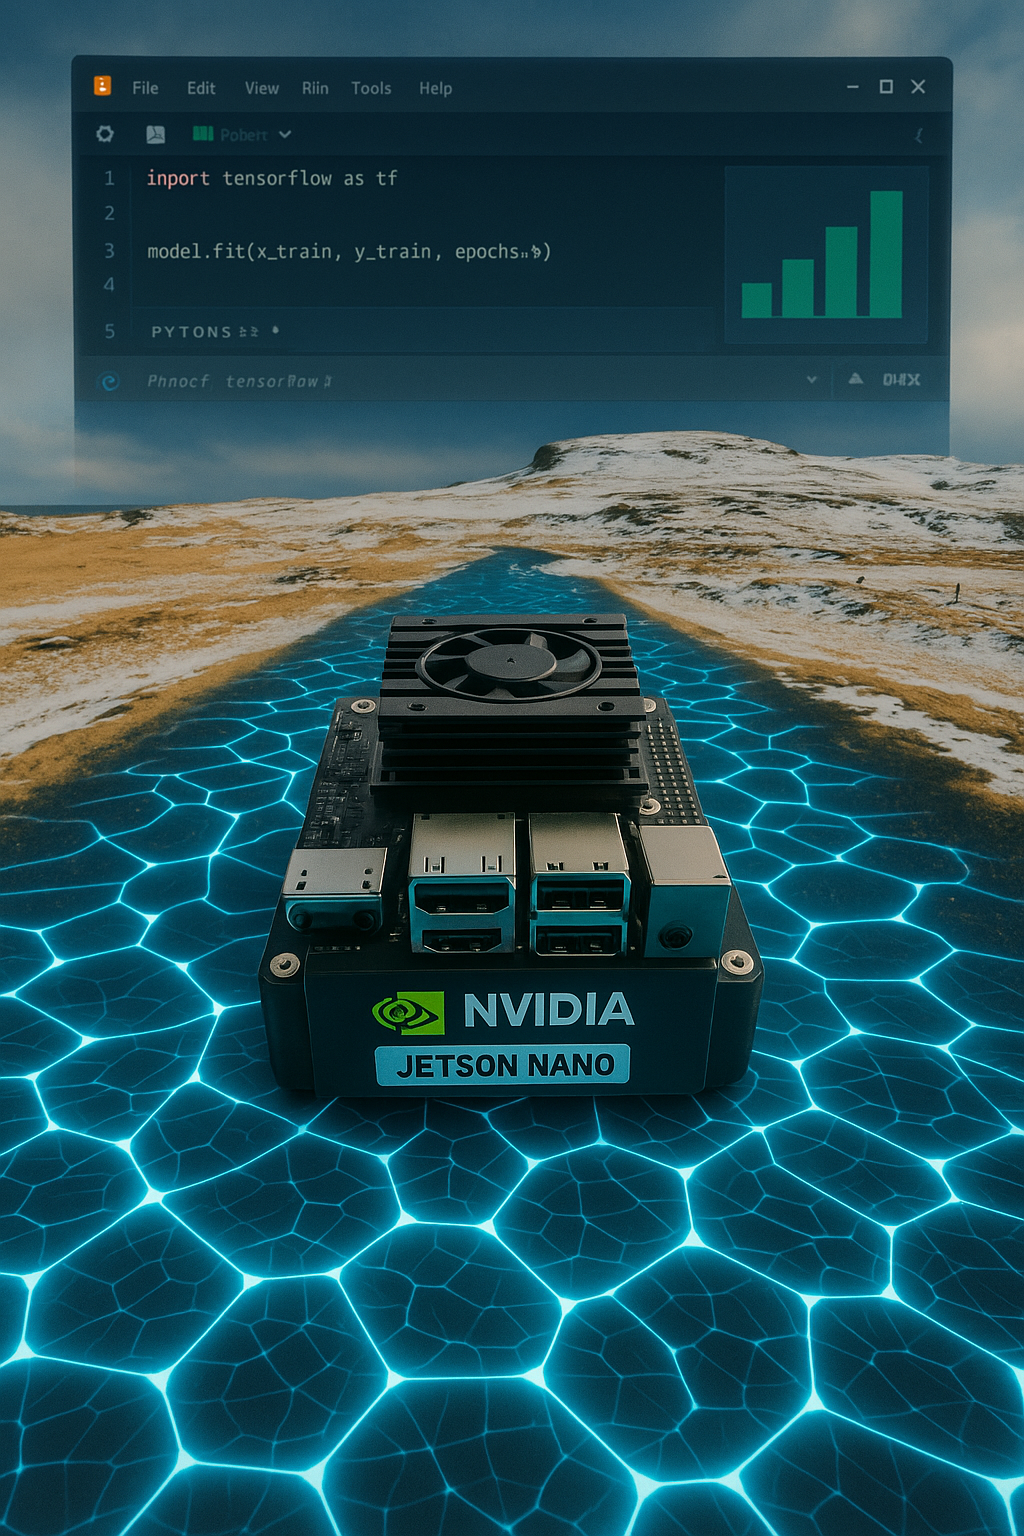 File Edit View Riin Tools Help
Pobert
1 inport tensorflow as tf
2
3 model.fit(x_train, y_train, epochs
4
5 PYTONS
Phnocf tensorflow
NVIDIA
JETSON NANO